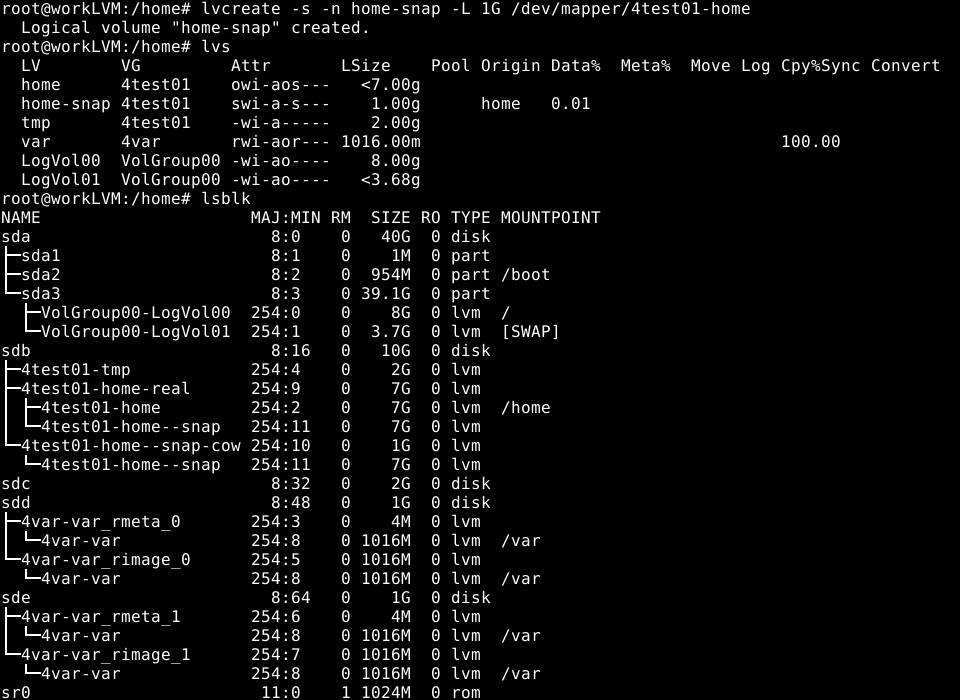 root@workLVM:/home# lvcreate -s -n home-snap -L 1G /dev/mapper/4test01-home
  Logical volume "home-snap" created.
root@workLVM:/home# lvs
  LV        VG         Attr       LSize    Pool Origin Data%  Meta%  Move Log Cpy%Sync Convert
  home      4test01    owi-aos---   <7.00g
  home-snap 4test01    swi-a-s---    1.00g      home   0.01
  tmp       4test01    -wi-a-----    2.00g
  var       4var       rwi-aor--- 1016.00m                                    100.00
  LogVol00  VolGroup00 -wi-ao----    8.00g
  LogVol01  VolGroup00 -wi-ao----   <3.68g
root@workLVM:/home# lsblk
NAME                     MAJ:MIN RM  SIZE RO TYPE MOUNTPOINT
sda                        8:0    0   40G  0 disk
├─sda1                     8:1    0    1M  0 part
├─sda2                     8:2    0  954M  0 part /boot
└─sda3                     8:3    0 39.1G  0 part
  ├─VolGroup00-LogVol00  254:0    0    8G  0 lvm  /
  └─VolGroup00-LogVol01  254:1    0  3.7G  0 lvm  [SWAP]
sdb                        8:16   0   10G  0 disk
├─4test01-tmp            254:4    0    2G  0 lvm
├─4test01-home-real      254:9    0    7G  0 lvm
│ ├─4test01-home         254:2    0    7G  0 lvm  /home
│ └─4test01-home--snap   254:11   0    7G  0 lvm
└─4test01-home--snap-cow 254:10   0    1G  0 lvm
  └─4test01-home--snap   254:11   0    7G  0 lvm
sdc                        8:32   0    2G  0 disk
sdd                        8:48   0    1G  0 disk
├─4var-var_rmeta_0       254:3    0    4M  0 lvm
│ └─4var-var             254:8    0 1016M  0 lvm  /var
└─4var-var_rimage_0      254:5    0 1016M  0 lvm
  └─4var-var             254:8    0 1016M  0 lvm  /var
sde                        8:64   0    1G  0 disk
├─4var-var_rmeta_1       254:6    0    4M  0 lvm
│ └─4var-var             254:8    0 1016M  0 lvm  /var
└─4var-var_rimage_1      254:7    0 1016M  0 lvm
  └─4var-var             254:8    0 1016M  0 lvm  /var
sr0                       11:0    1 1024M  0 rom